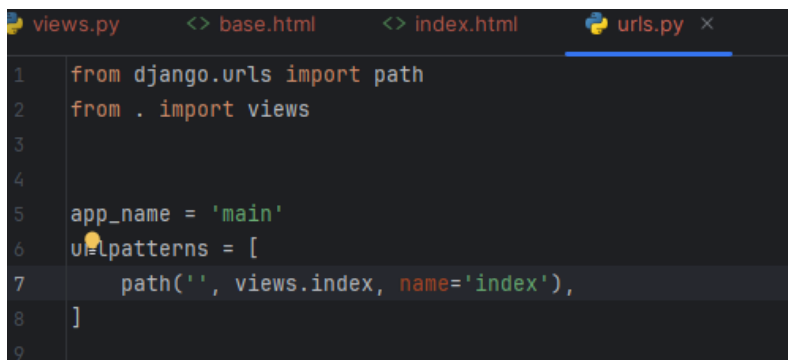 views.py <> base.html <> index.html urls.py ×
1 from django.urls import path
2 from . import views
3
4
5 app_name = 'main'
6 urlpatterns = [
7     path('', views.index, name='index'),
8 ]
9